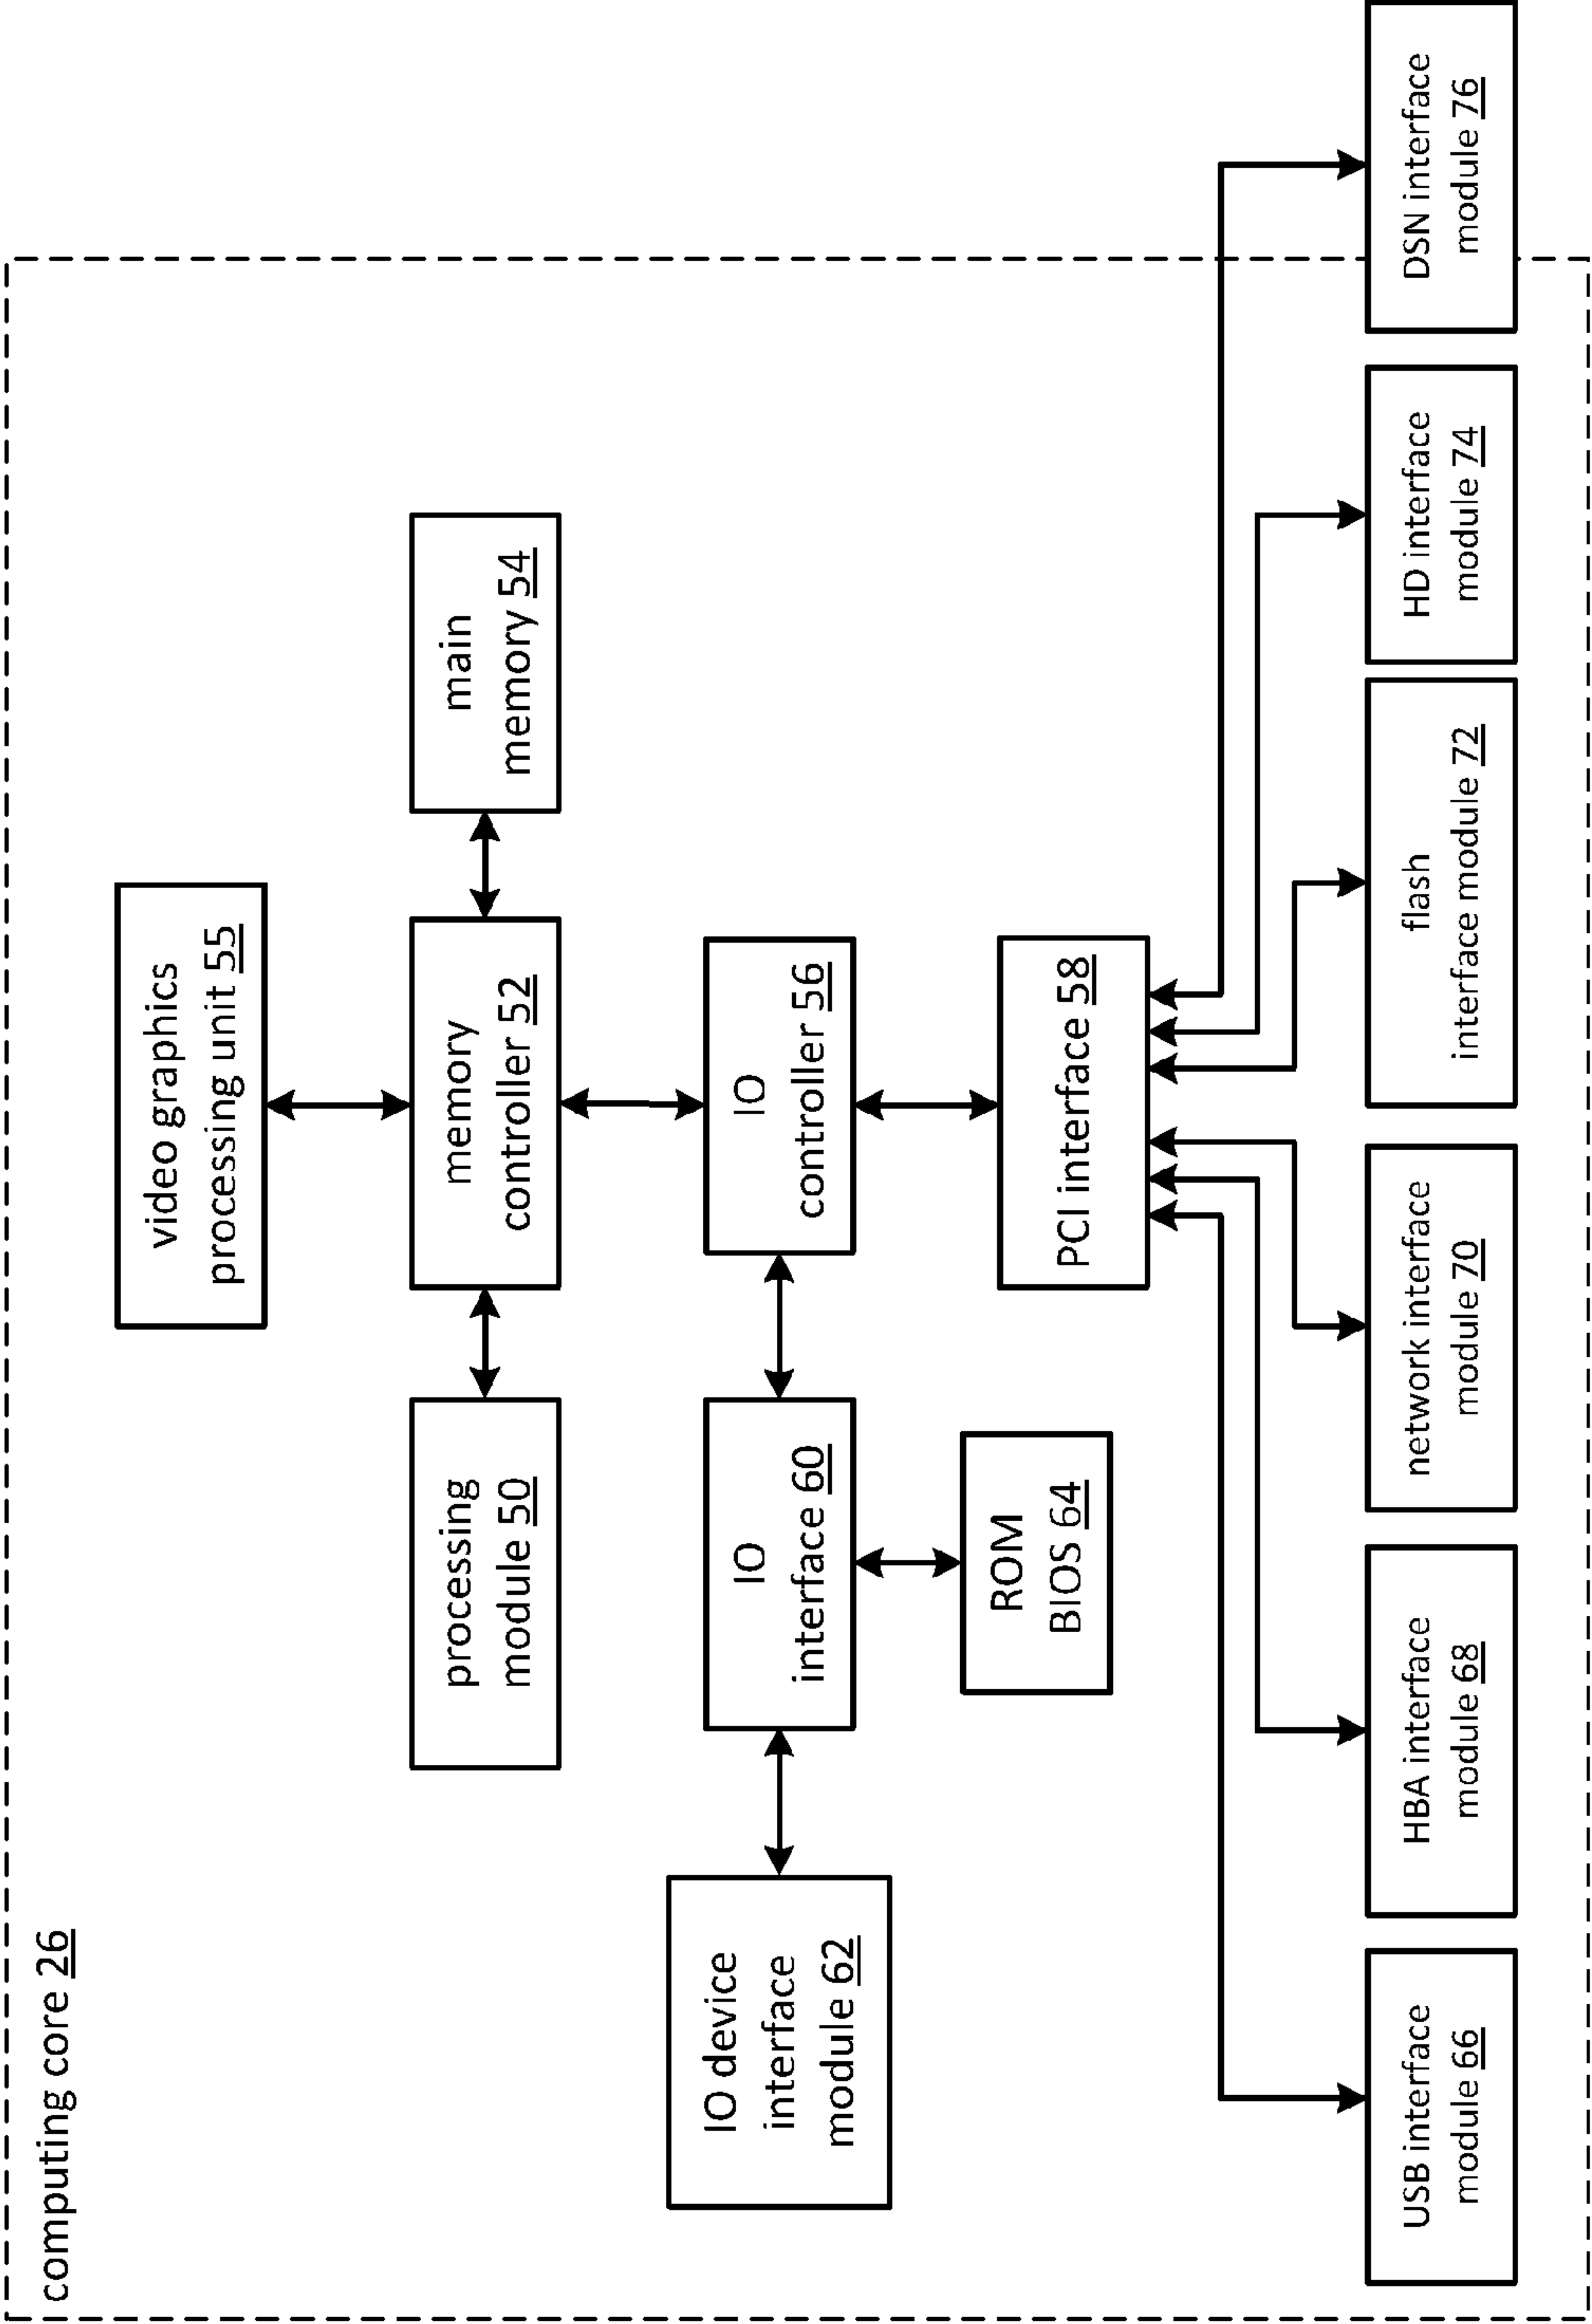 computing core 26
video graphics
processing unit 55
processing
module 50
memory
controller 52
main
memory 54
IO device
interface
module 62
IO
interface 60
IO
controller 56
ROM
BIOS 64
PCI interface 58
USB interface
module 66
HBA interface
module 68
network interface
module 70
flash
interface module 72
HD interface
module 74
DSN interface
module 76